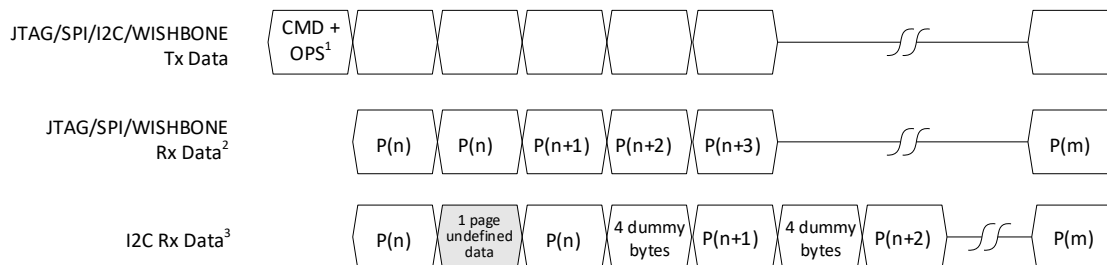 JTAG/SPI/I2C/WISHBONE
Tx Data
CMD +
OPS1
JTAG/SPI/WISHBONE
Rx Data2
P(n)
P(n)
P(n+1)
P(n+2)
P(n+3)
P(m)
I2C Rx Data3
P(n)
1 page
undefined
data
P(n)
4 dummy
bytes
P(n+1)
4 dummy
bytes
P(n+2)
P(m)